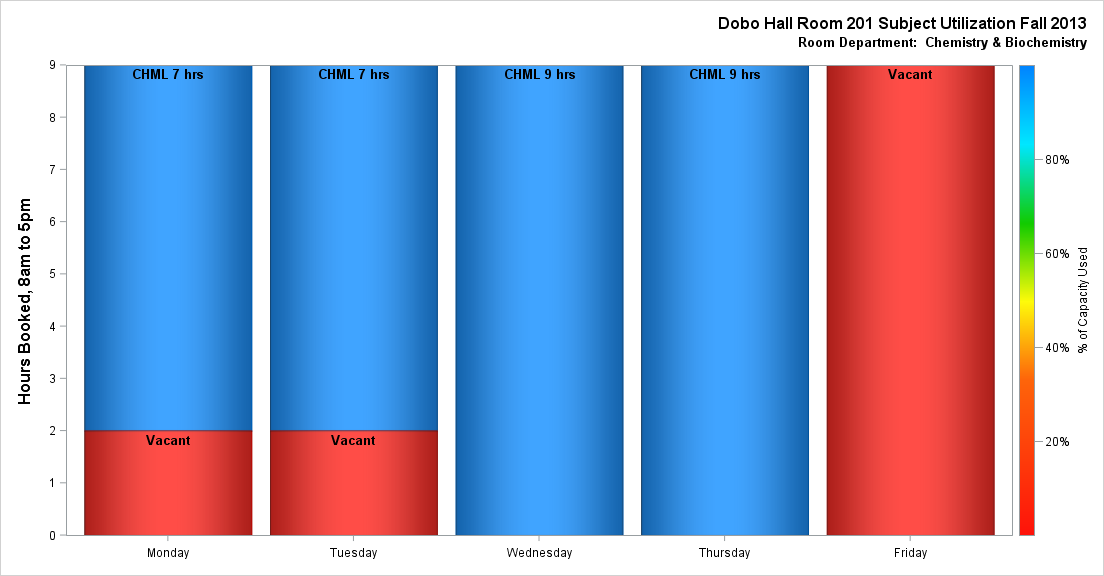 Dobo Hall Room 201 Subject Utilization Fall 2013
Room Department:  Chemistry & Biochemistry
Hours Booked, 8am to 5pm
9
8
7
6
5
4
3
2
1
0
CHML 7 hrs
CHML 7 hrs
CHML 9 hrs
CHML 9 hrs
Vacant
Vacant
Vacant
Monday
Tuesday
Wednesday
Thursday
Friday
80%
60%
40%
20%
% of Capacity Used